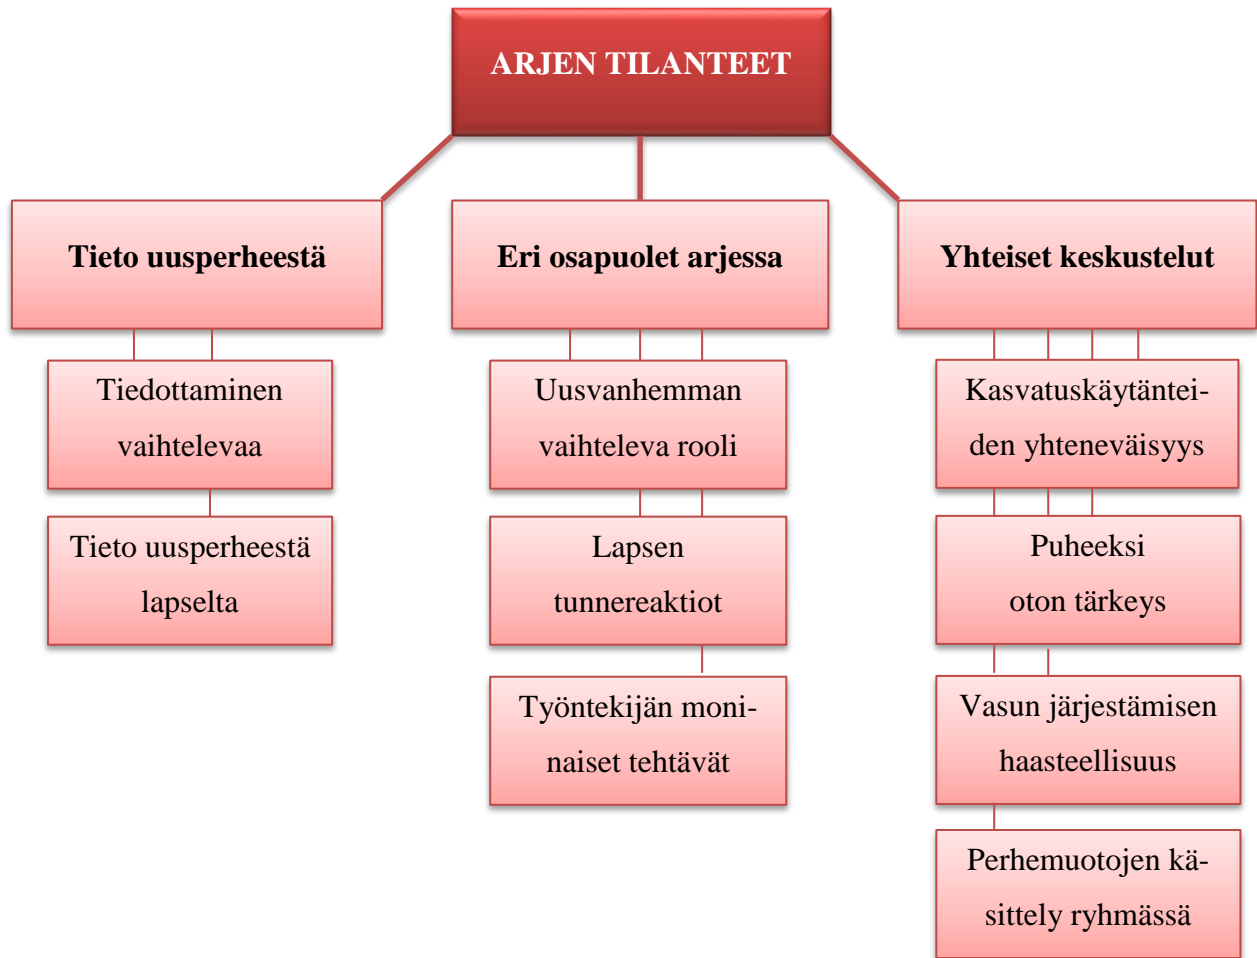 ARJEN TILANTEET
Tieto uusperheestä
Tiedottaminen
vaihtelevaa
Tieto uusperheestä
lapselta
Eri osapuolet arjessa
Uusvanhemman
vaihteleva rooli
Lapsen
tunnereaktiot
Työntekijän moni-
naiset tehtävät
Yhteiset keskustelut
Kasvatuskäytäntei-
den yhteneväisyys
Puheeksi
oton tärkeys
Vasun järjestämisen
haasteellisuus
Perhemuotojen kä-
sittely ryhmässä